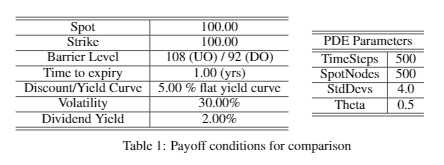 Spot 100.00
Strike 100.00
Barrier Level 108 (UO) / 92 (DO)
Time to expiry 1.00 (yrs)
Discount/Yield Curve 5.00 % flat yield curve
Volatility 30.00%
Dividend Yield 2.00%
PDE Parameters
TimeSteps 500
SpotNodes 500
StdDevs 4.0
Theta 0.5
Table 1: Payoff conditions for comparison